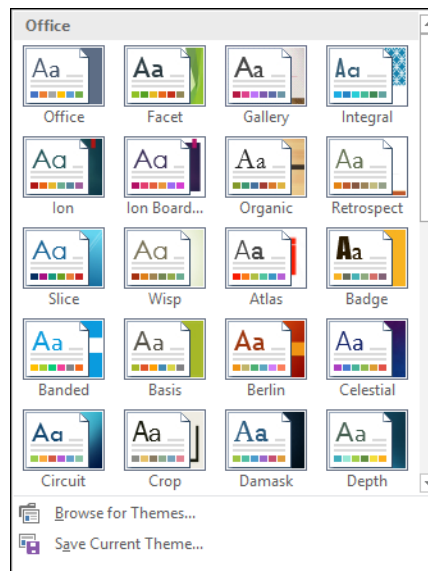 Office
Aa Aa Aa Aa
Office Facet Gallery Integral
Aa Aa Aa Aa
Ion Ion Board... Organic Retrospect
Aa Aa Aa Aa
Slice Wisp Atlas Badge
Aa Aa Aa Aa
Banded Basis Berlin Celestial
Aa Aa Aa Aa
Circuit Crop Damask Depth
Browse for Themes...
Save Current Theme...